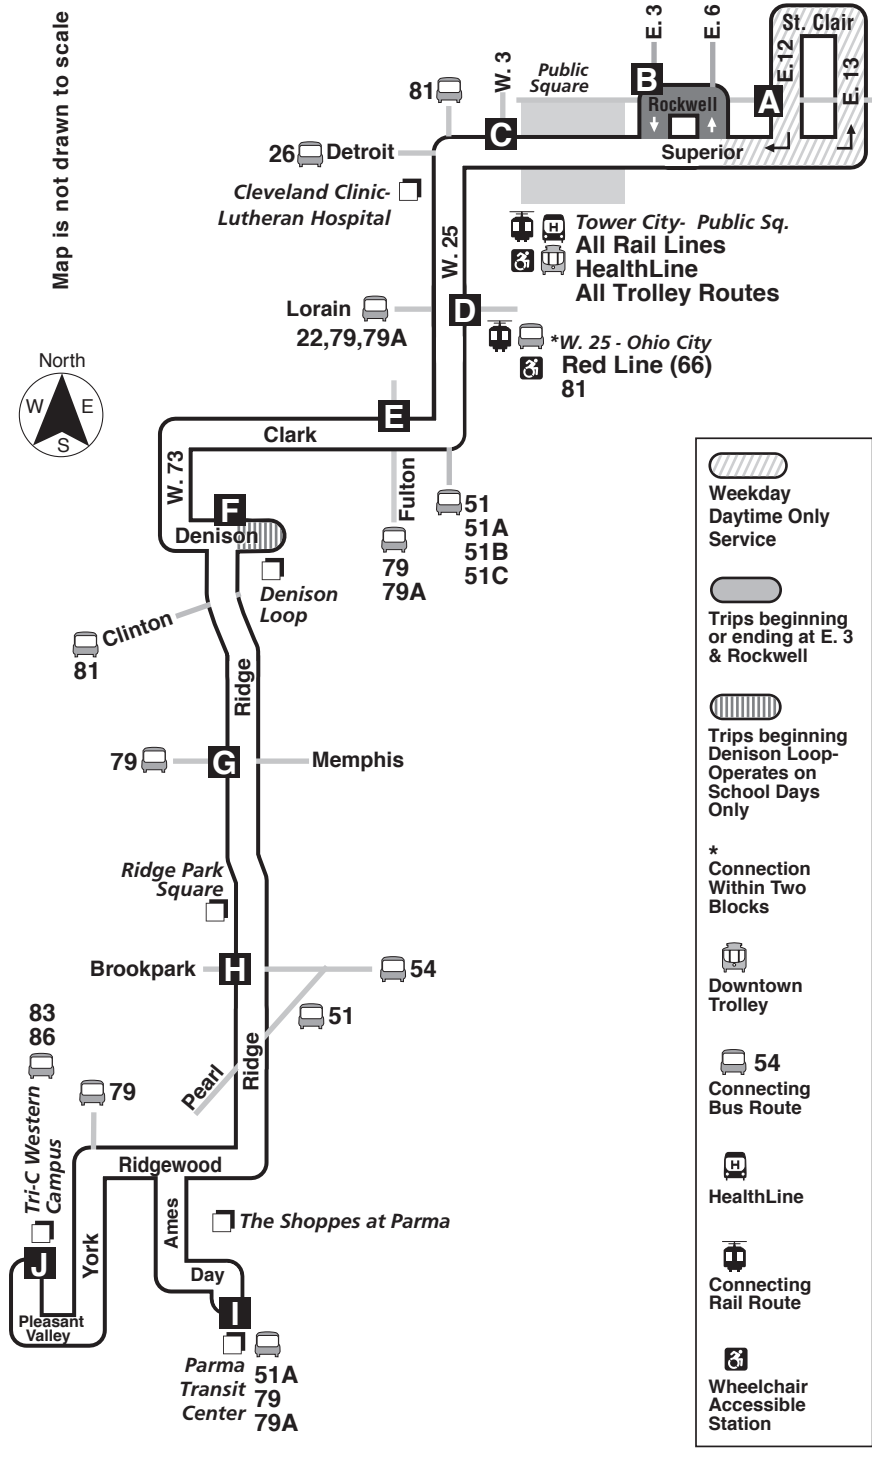 Map is not drawn to scale
E. 3
E. 6
St. Clair
E.12
E. 13
W. 3
Public
Square
B
Rockwell
A
81
C
Superior
26
Detroit
Cleveland Clinic-
Lutheran Hospital
W. 25
H
Tower City-  Public Sq.
All Rail Lines
HealthLine
All Trolley Routes
Lorain
22,79,79A
D
*W. 25 - Ohio City
Red Line (66)
81
North
W
E
S
E
Clark
W. 73
Fulton
F
Denison
51
51A
51B
51C
79
79A
Denison
Loop
Clinton
81
Ridge
79
G
Memphis
Ridge Park
Square
Brookpark
H
54
51
Pearl
Ridge
83
86
79
Tri-C Western
Campus
Ridgewood
Ames
The Shoppes at Parma
York
J
Day
Pleasant
Valley
I
Parma
Transit
Center
51A
79
79A
Weekday
Daytime Only
Service
Trips beginning
or ending at E. 3
& Rockwell
Trips beginning
Denison Loop-
Operates on
School Days
Only
*
Connection
Within Two
Blocks
Downtown
Trolley
54
Connecting
Bus Route
H
HealthLine
Connecting
Rail Route
Wheelchair
Accessible
Station